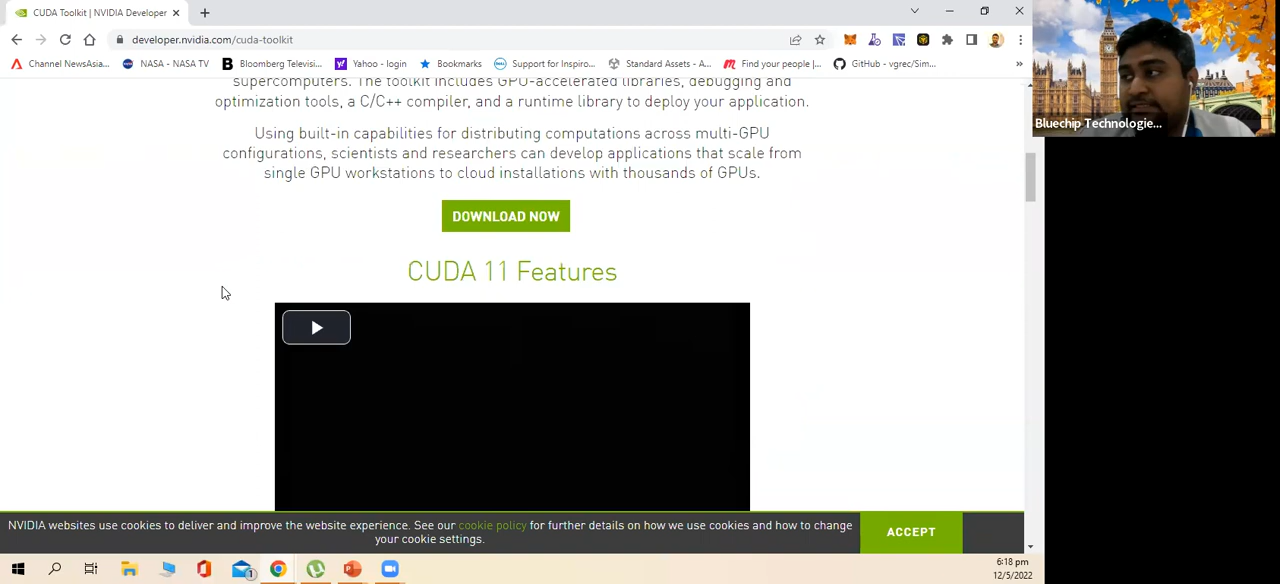 CUDA Toolkit | NVIDIA Developer
developer.nvidia.com/cuda-toolkit
Channel NewsAsia... NASA - NASA TV Bloomberg Televisi... Yahoo - login Bookmarks Support for Inspiro... Standard Assets - A... Find your people |... GitHub - vgrec/Sim... »
supercomputers. The toolkit includes GPU-accelerated libraries, debugging and
optimization tools, a C/C++ compiler, and a runtime library to deploy your application.
Using built-in capabilities for distributing computations across multi-GPU
configurations, scientists and researchers can develop applications that scale from
single GPU workstations to cloud installations with thousands of GPUs.
DOWNLOAD NOW
CUDA 11 Features
NVIDIA websites use cookies to deliver and improve the website experience. See our cookie policy for further details on how we use cookies and how to change
your cookie settings.
ACCEPT
6:18 pm
12/5/2022
Bluechip Technologie...